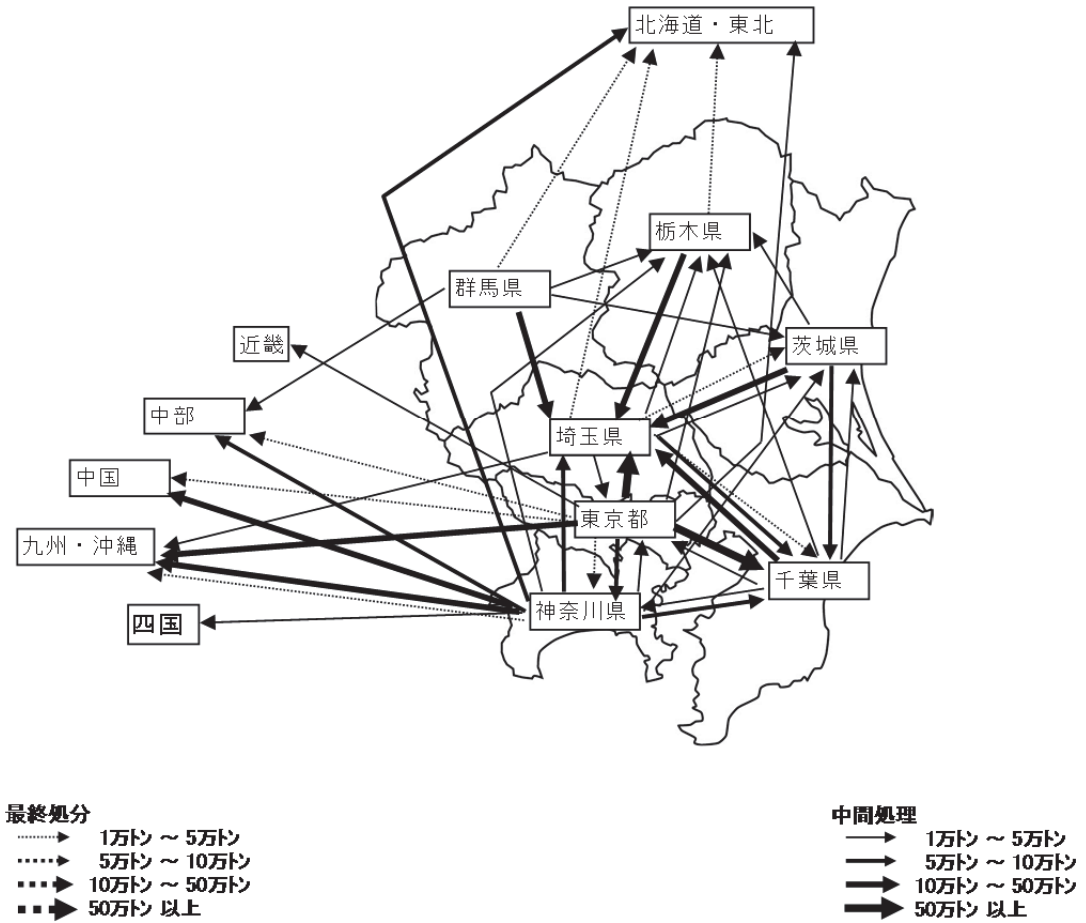 北海道・東北
栃木県
群馬県
茨城県
近畿
中部
埼玉県
中国
東京都
九州・沖縄
千葉県
神奈川県
四国
最終処分
1万トン ～ 5万トン
5万トン ～ 10万トン
10万トン ～ 50万トン
50万トン 以上
中間処理
1万トン ～ 5万トン
5万トン ～ 10万トン
10万トン ～ 50万トン
50万トン 以上